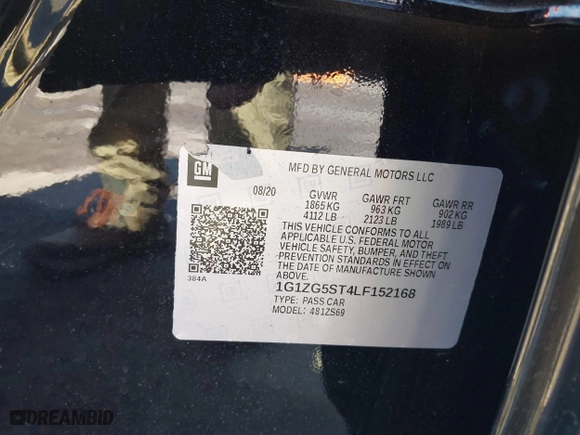 GM
MFD BY GENERAL MOTORS LLC
08/20
GVWR
1865 KG
4112 LB
GAWR FRT
963 KG
2123 LB
GAWR RR
902 KG
1989 LB
THIS VEHICLE CONFORMS TO ALL
APPLICABLE U.S. FEDERAL MOTOR
VEHICLE SAFETY, BUMPER, AND THEFT
PREVENTION STANDARDS IN EFFECT ON
THE DATE OF MANUFACTURE SHOWN
ABOVE.
384A
1G1ZG5ST4LF152168
TYPE: PASS CAR
MODEL: 481ZS69
DREAMBID